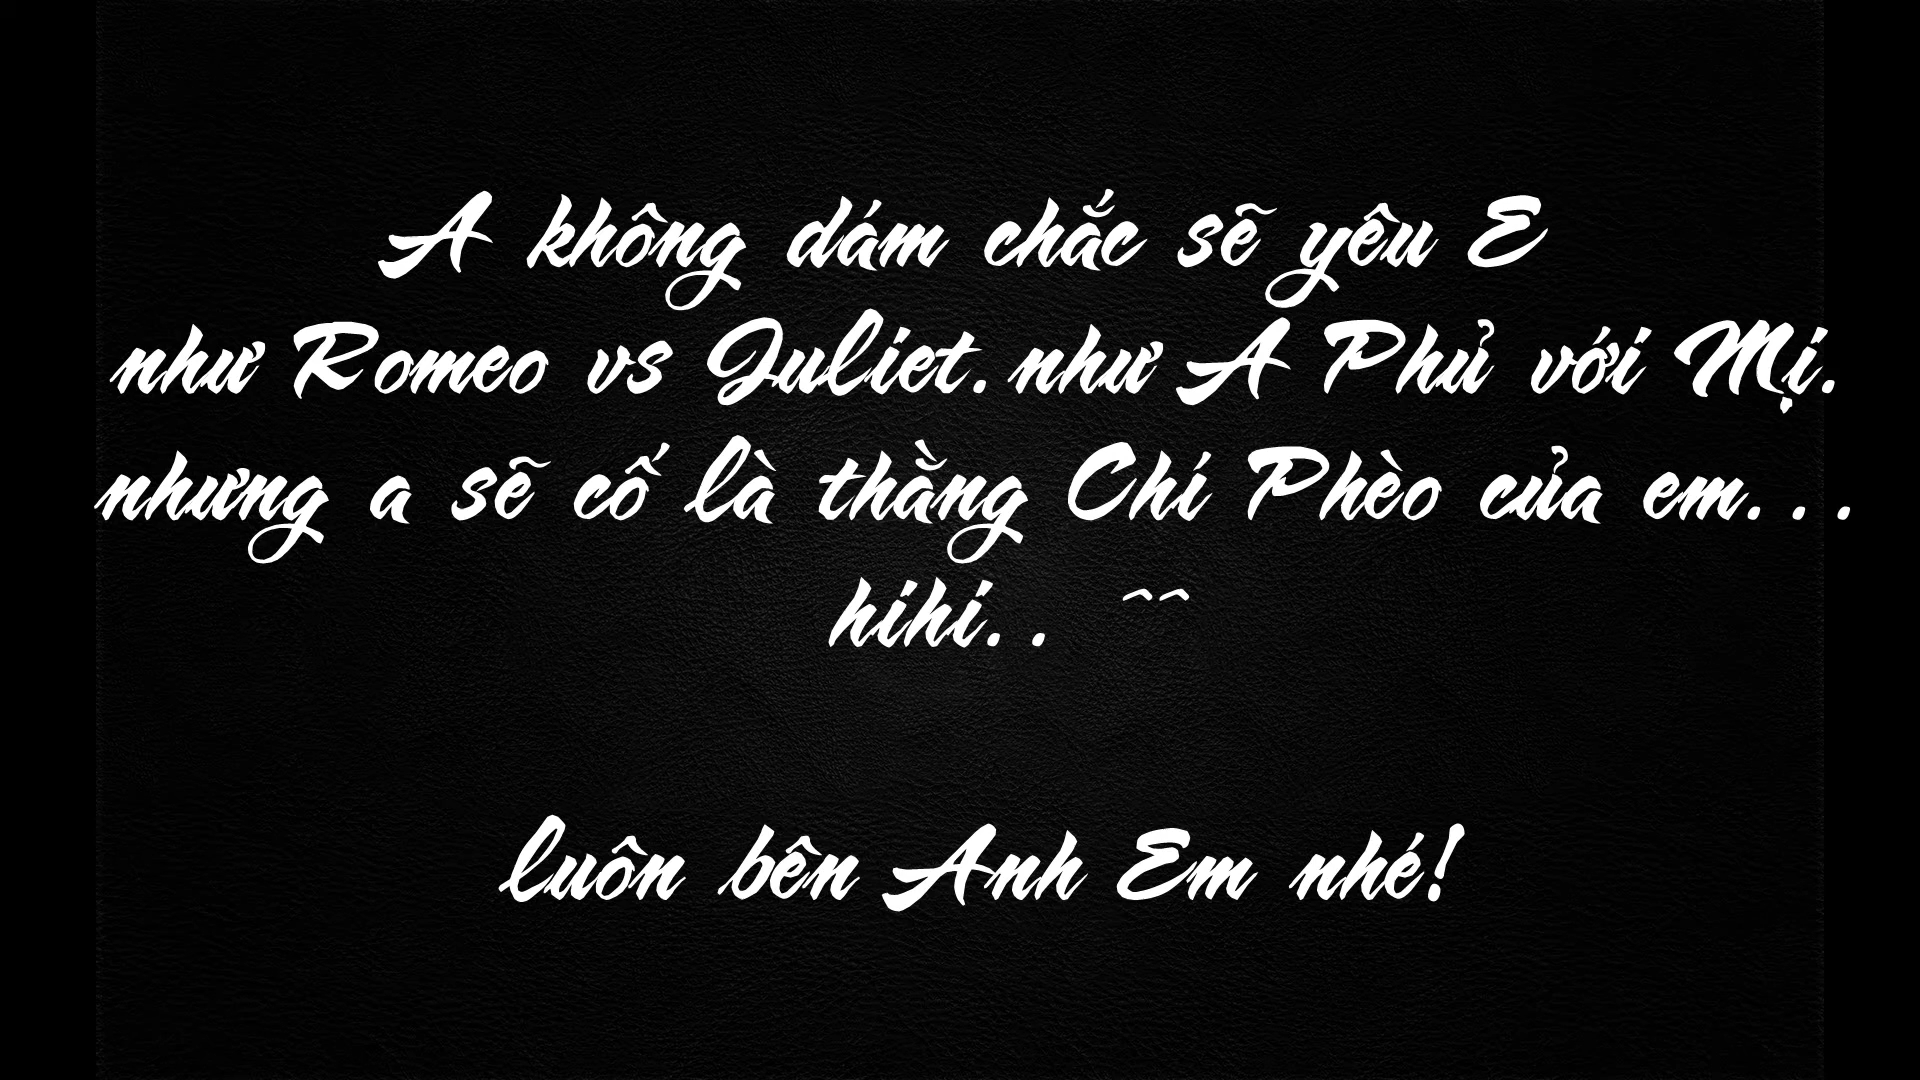 A không dám chắc sẽ yêu E
như Romeo vs Juliet. như A Phủ với Mị.
nhưng a sẽ cố là thằng Chí Phèo của em...
hihi.. ^^
luôn bên Anh Em nhé!